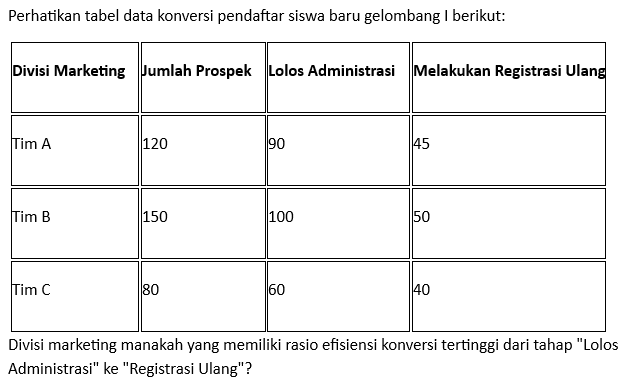 Perhatikan tabel data konversi pendaftar siswa baru gelombang I berikut:
Divisi Marketing Jumlah Prospek Lolos Administrasi Melakukan Registrasi Ulang
Tim A 120 90 45
Tim B 150 100 50
Tim C 80 60 40
Divisi marketing manakah yang memiliki rasio efisiensi konversi tertinggi dari tahap "Lolos
Administrasi" ke "Registrasi Ulang"?